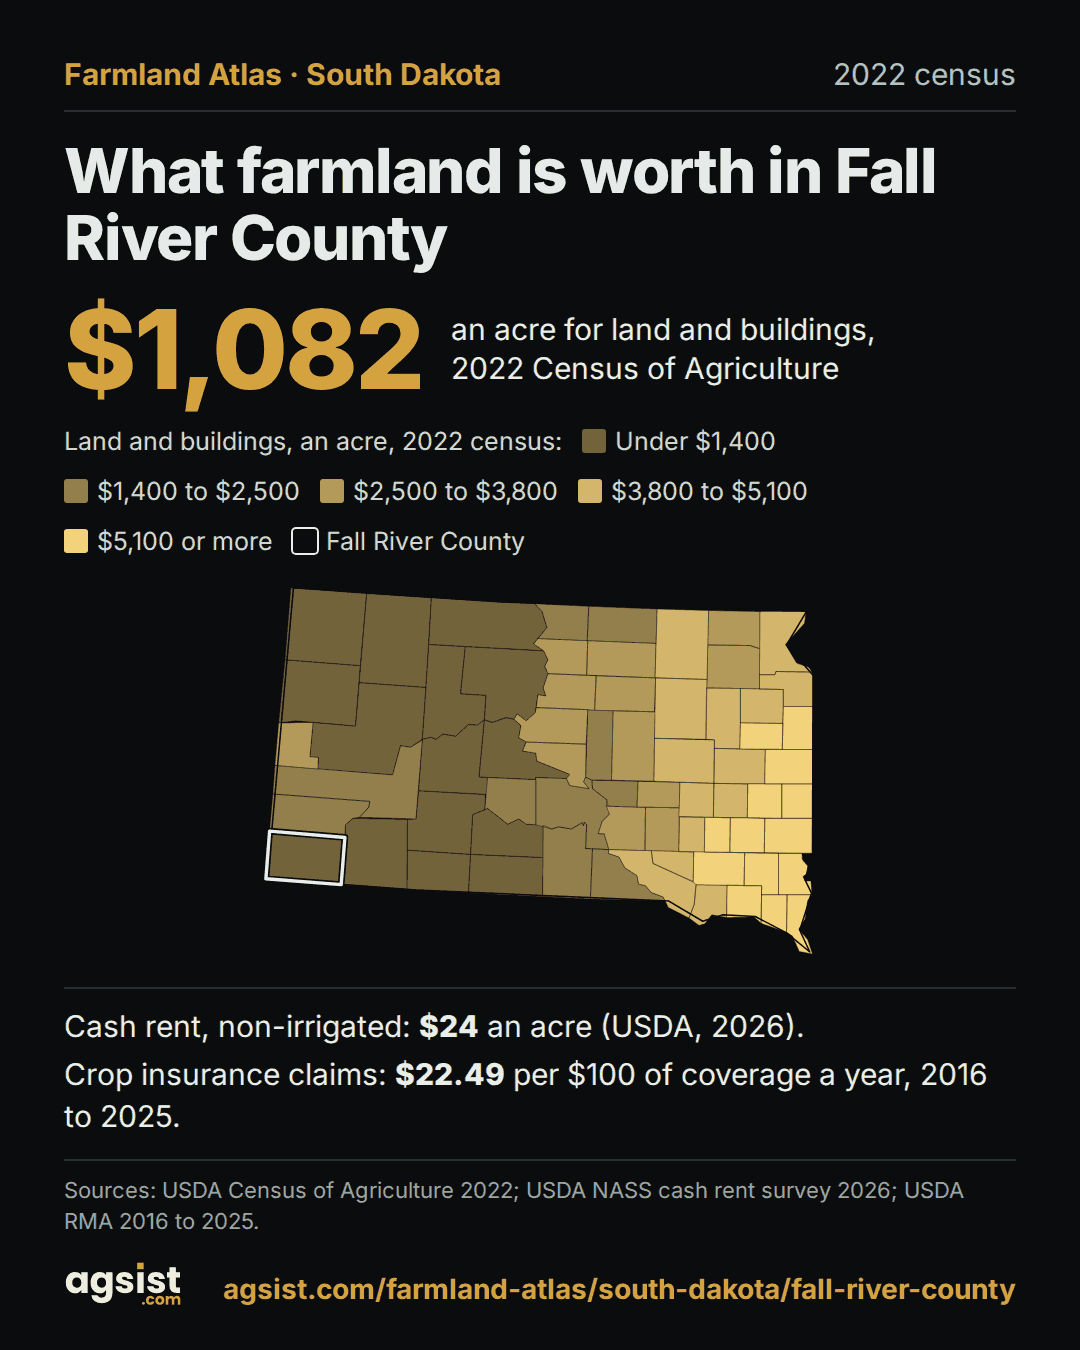 Farmland Atlas · South Dakota
2022 census
What farmland is worth in Fall
River County
$1,082
an acre for land and buildings,
2022 Census of Agriculture
Land and buildings, an acre, 2022 census: Under $1,400
$1,400 to $2,500 $2,500 to $3,800 $3,800 to $5,100
$5,100 or more Fall River County
Cash rent, non-irrigated: $24 an acre (USDA, 2026).
Crop insurance claims: $22.49 per $100 of coverage a year, 2016
to 2025.
Sources: USDA Census of Agriculture 2022; USDA NASS cash rent survey 2026; USDA
RMA 2016 to 2025.
agsist
.com
agsist.com/farmland-atlas/south-dakota/fall-river-county